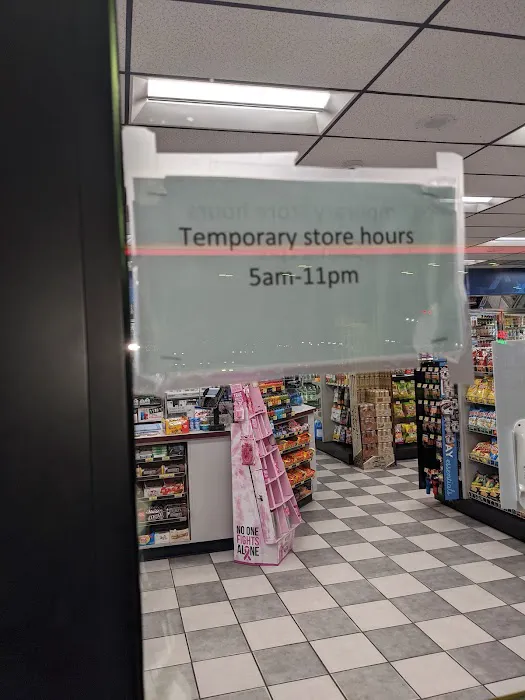 Temporary store hours
5am-11pm
NO ONE
FIGHTS
ALONE